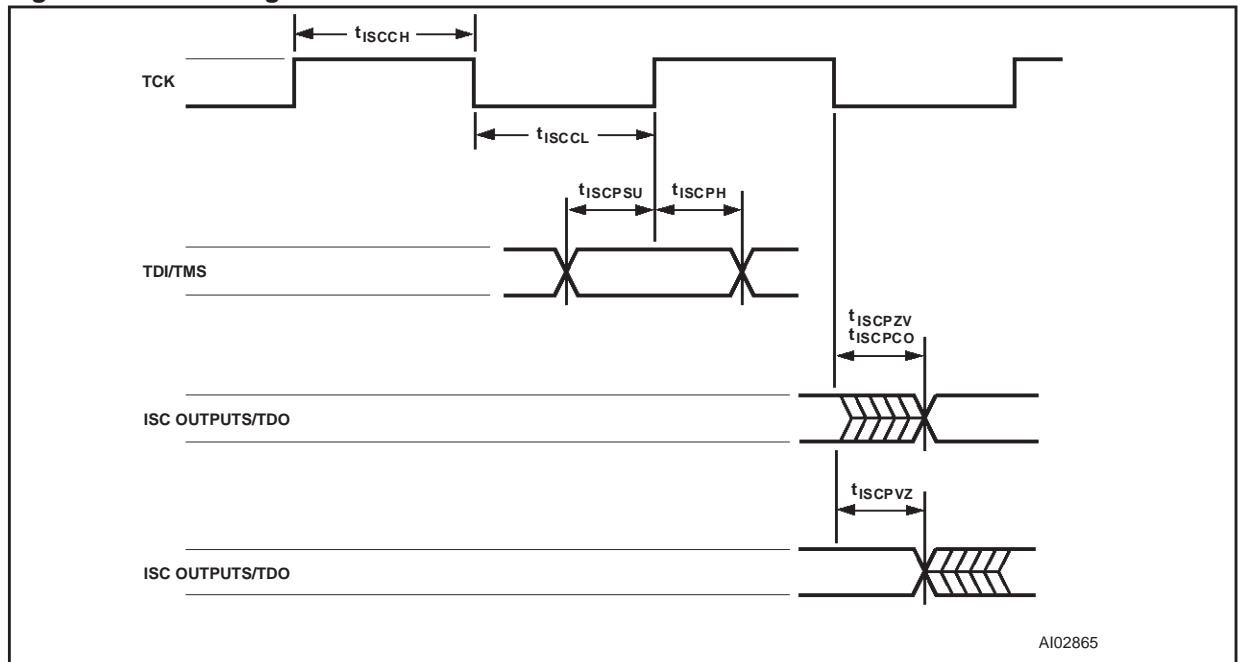 tISCCH
TCK
tISCCL
tISCPSU
tISCPH
TDI/TMS
tISCPZV
tISCPCO
ISC OUTPUTS/TDO
tISCPVZ
ISC OUTPUTS/TDO
AI02865